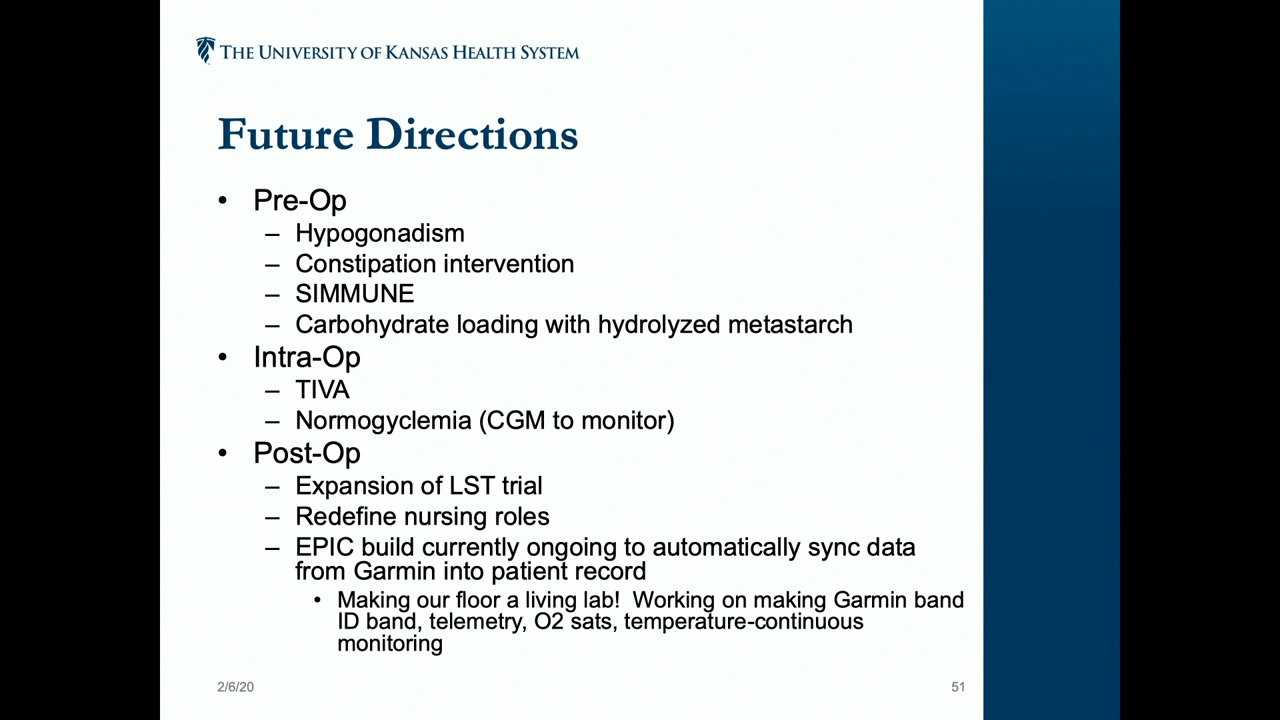 THE UNIVERSITY OF KANSAS HEALTH SYSTEM
Future Directions
• Pre-Op
– Hypogonadism
– Constipation intervention
– SIMMUNE
– Carbohydrate loading with hydrolyzed metastarch
• Intra-Op
– TIVA
– Normogyclemia (CGM to monitor)
• Post-Op
– Expansion of LST trial
– Redefine nursing roles
– EPIC build currently ongoing to automatically sync data
from Garmin into patient record
• Making our floor a living lab! Working on making Garmin band
ID band, telemetry, O2 sats, temperature-continuous
monitoring
2/6/20
51